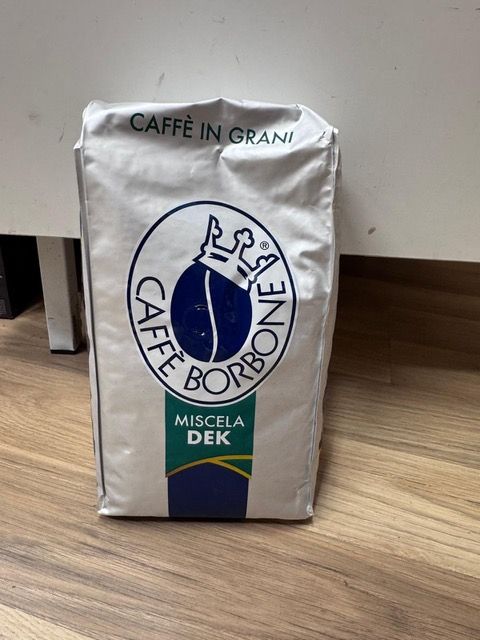 CAFFÈ IN GRANI
®
CAFFÈ BORBONE
MISCELA
DEK